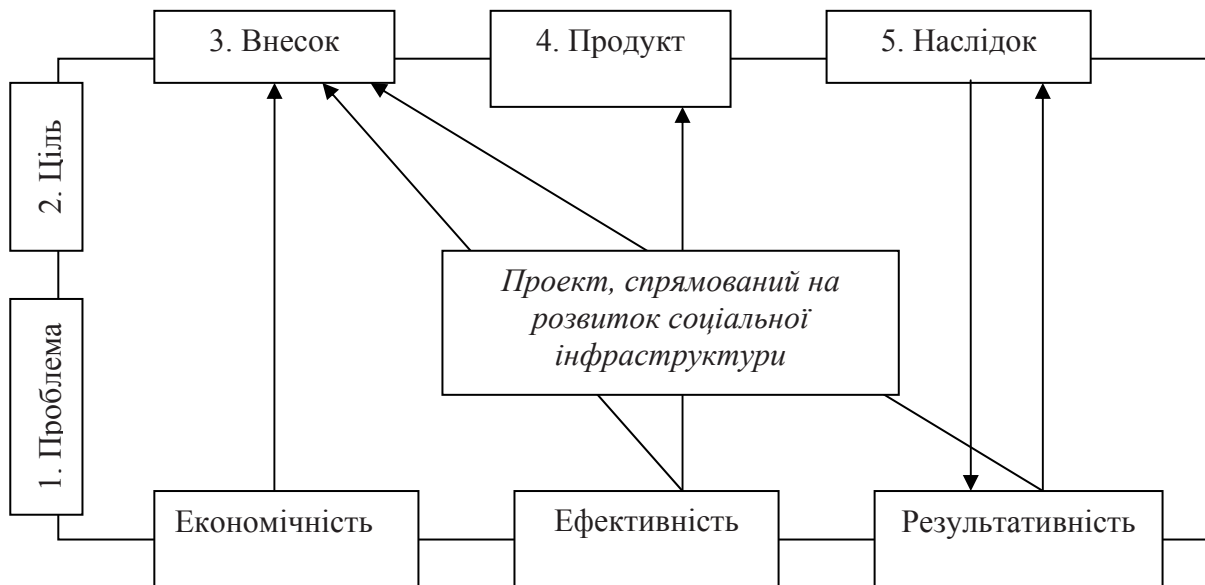 3. Внесок
4. Продукт
5. Наслідок
2. Ціль
1. Проблема
Проект, спрямований на
розвиток соціальної
інфраструктури
Економічність
Ефективність
Результативність